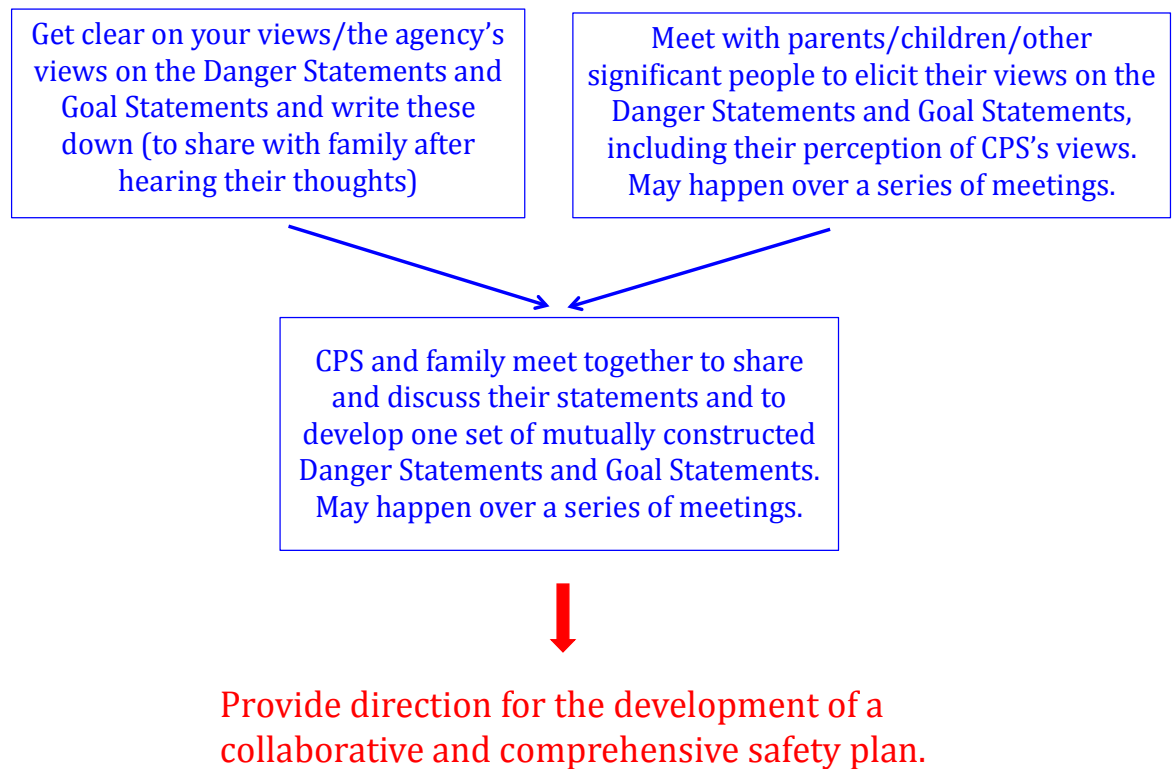 Get clear on your views/the agency’s
views on the Danger Statements and
Goal Statements and write these
down (to share with family after
hearing their thoughts)
Meet with parents/children/other
significant people to elicit their views on the
Danger Statements and Goal Statements,
including their perception of CPS’s views.
May happen over a series of meetings.
CPS and family meet together to share
and discuss their statements and to
develop one set of mutually constructed
Danger Statements and Goal Statements.
May happen over a series of meetings.
Provide direction for the development of a
collaborative and comprehensive safety plan.